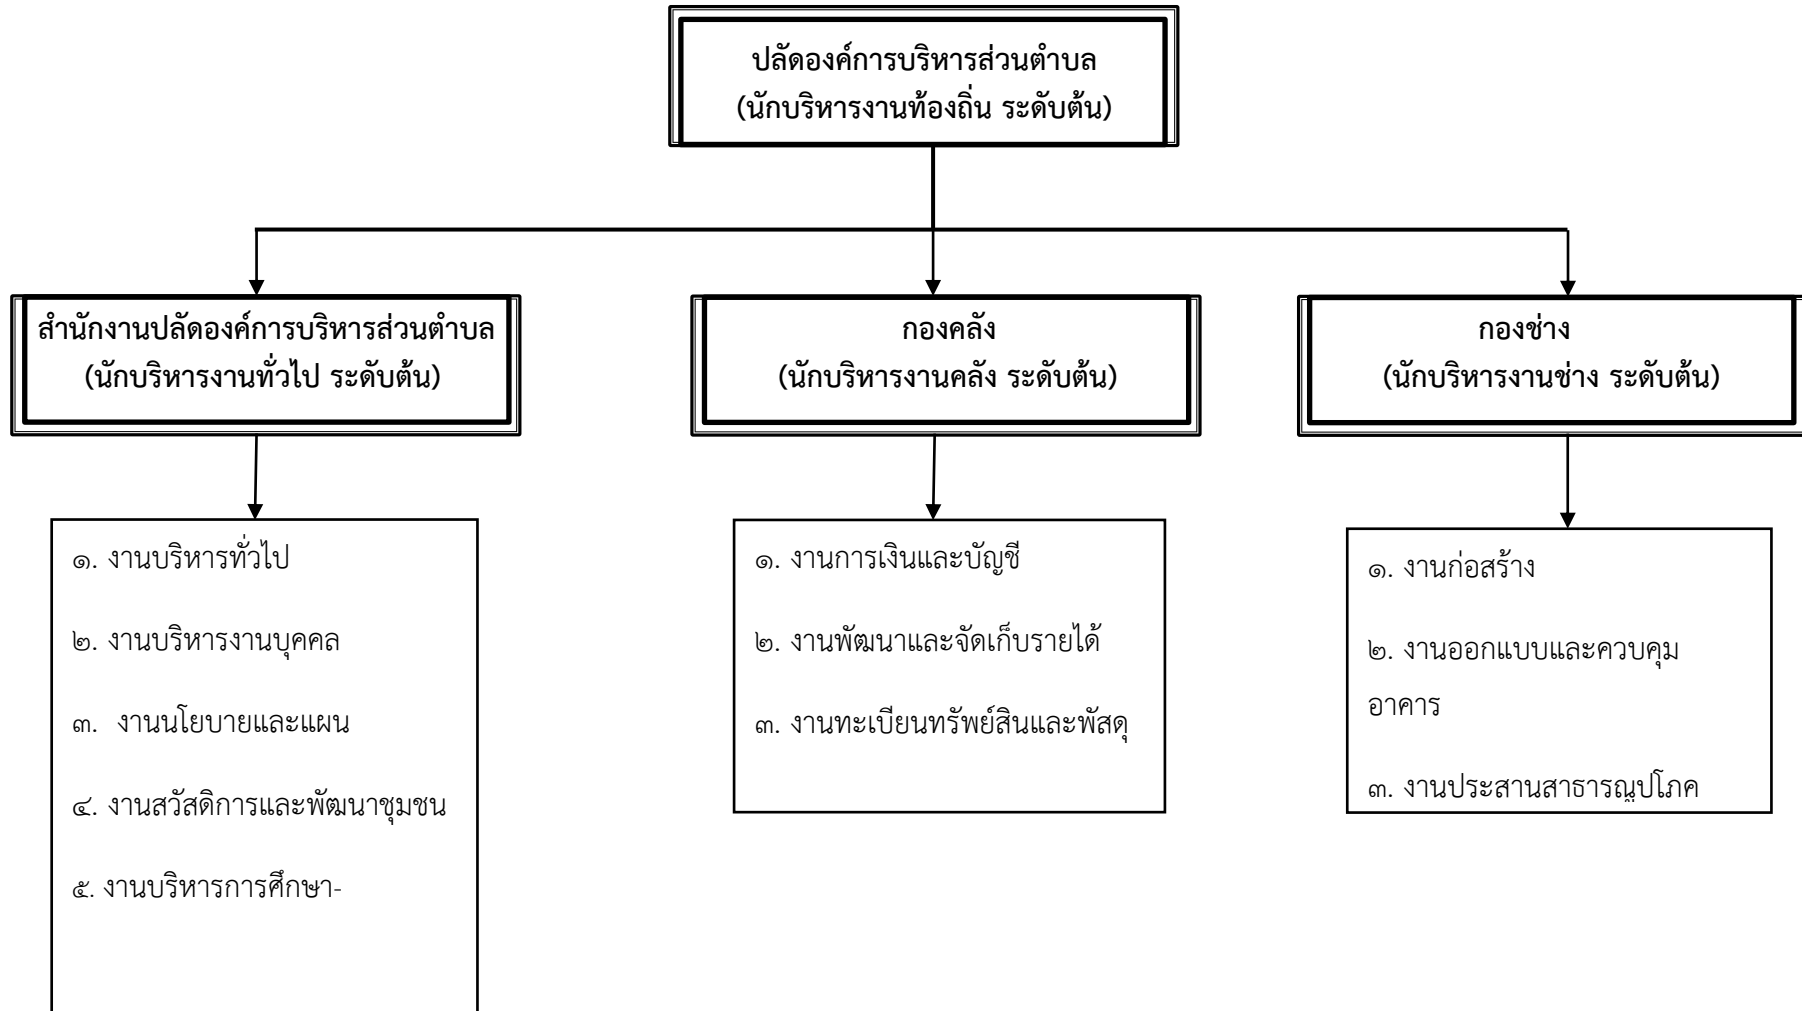 ปลัดองค์การบริหารส่วนตำบล
(นักบริหารงานท้องถิ่น ระดับต้น)
สำนักงานปลัดองค์การบริหารส่วนตำบล
(นักบริหารงานทั่วไป ระดับต้น)
กองคลัง
(นักบริหารงานคลัง ระดับต้น)
กองช่าง
(นักบริหารงานช่าง ระดับต้น)
๑. งานบริหารทั่วไป
๒. งานบริหารงานบุคคล
๓. งานนโยบายและแผน
๔. งานสวัสดิการและพัฒนาชุมชน
๕. งานบริหารการศึกษา-
๑. งานการเงินและบัญชี
๒. งานพัฒนาและจัดเก็บรายได้
๓. งานทะเบียนทรัพย์สินและพัสดุ
๑. งานก่อสร้าง
๒. งานออกแบบและควบคุม
อาคาร
๓. งานประสานสาธารณูปโภค